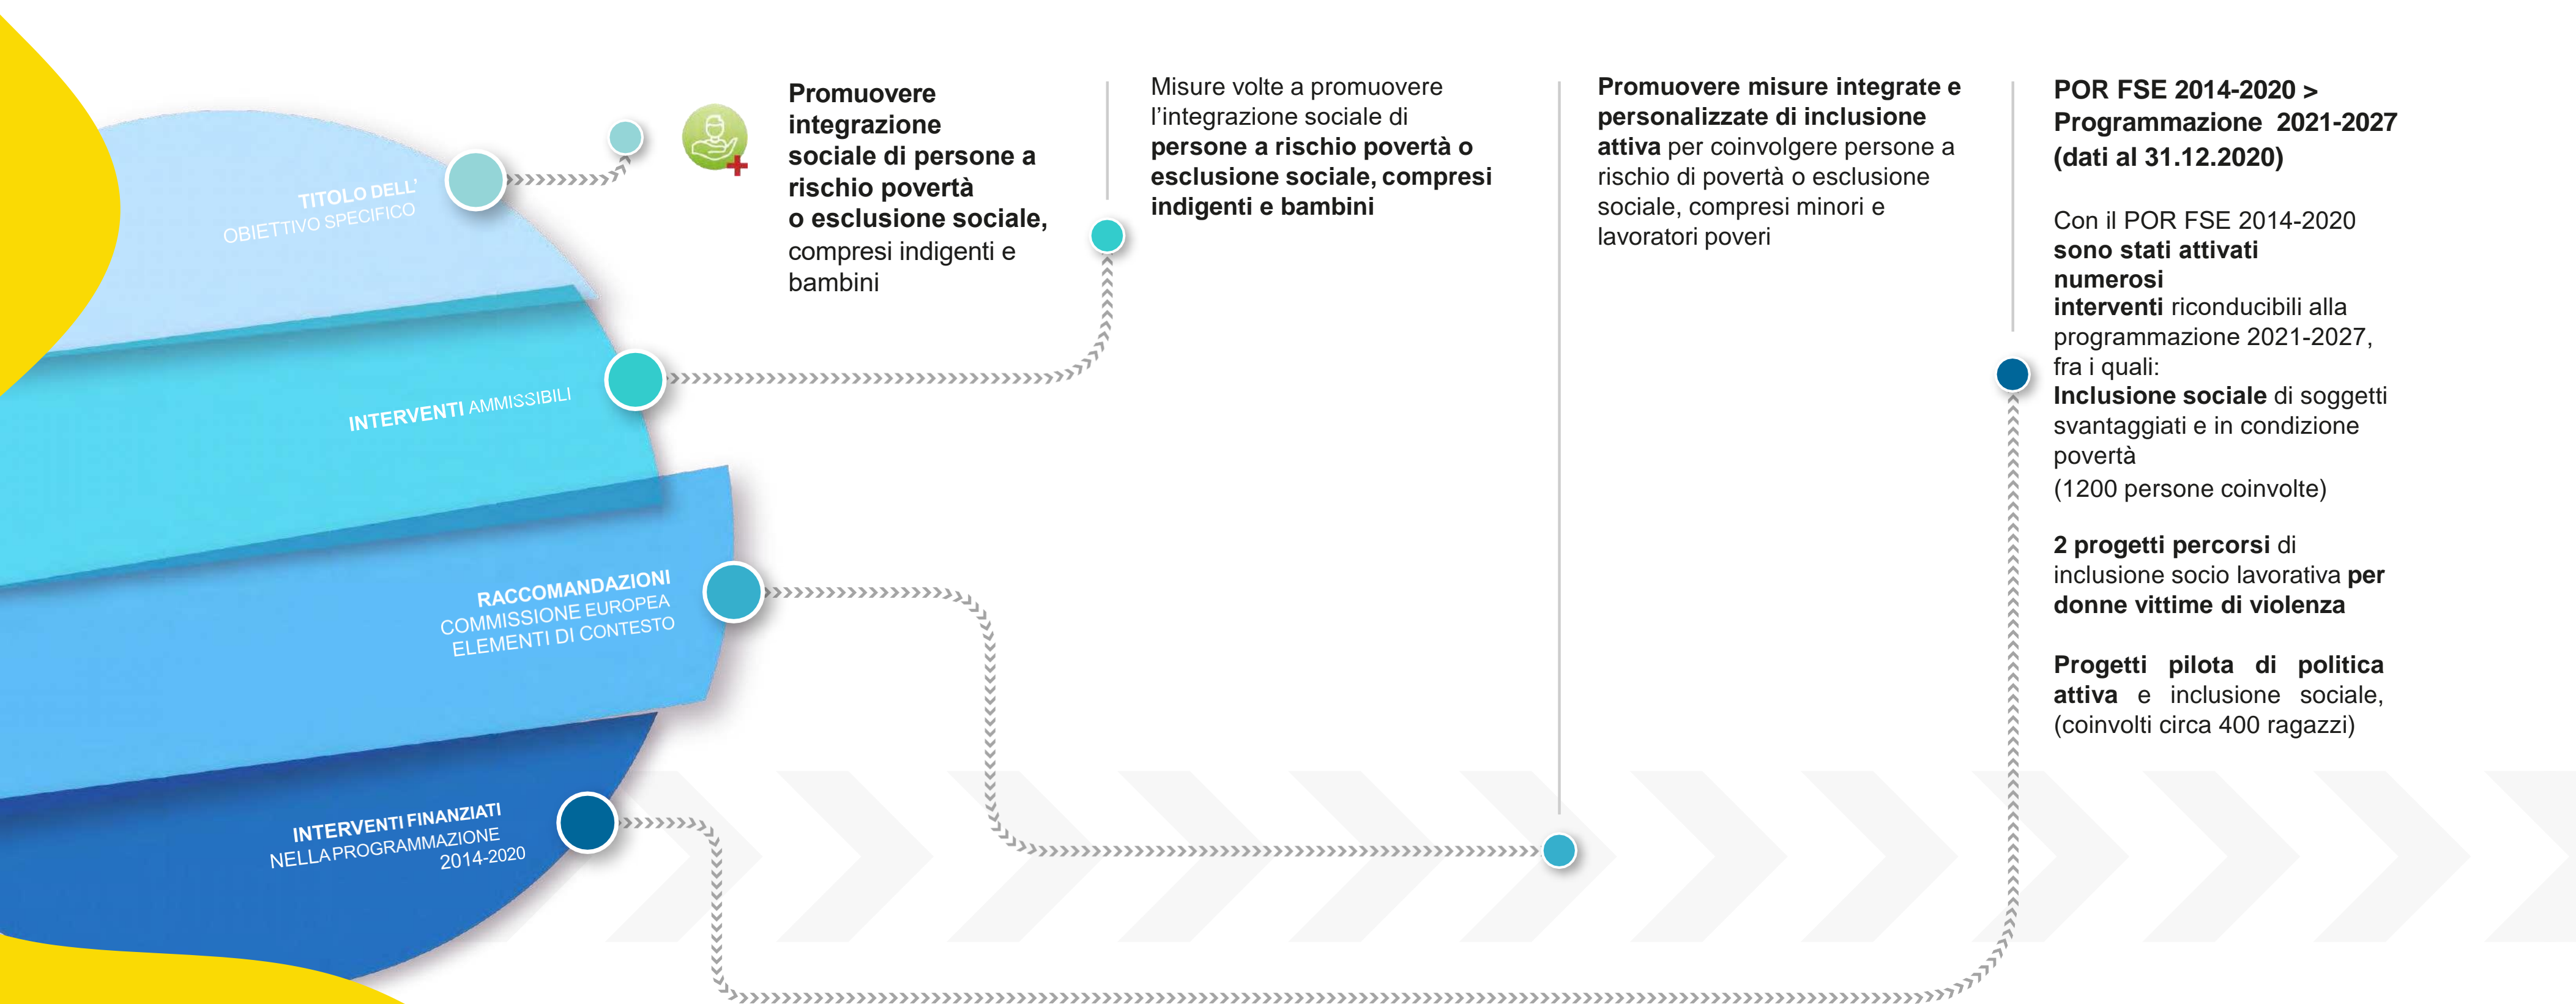 TITOLO DELL'
OBIETTIVO SPECIFICO
INTERVENTI AMMISSIBILI
RACCOMANDAZIONI
COMMISSIONE EUROPEA
ELEMENTI DI CONTESTO
INTERVENTI FINANZIATI
NELLA PROGRAMMAZIONE
2014-2020
Promuovere
integrazione
sociale di persone a
rischio povertà
o esclusione sociale,
compresi indigenti e
bambini
Misure volte a promuovere
l’integrazione sociale di
persone a rischio povertà o
esclusione sociale, compresi
indigenti e bambini
Promuovere misure integrate e
personalizzate di inclusione
attiva per coinvolgere persone a
rischio di povertà o esclusione
sociale, compresi minori e
lavoratori poveri
POR FSE 2014-2020 >
Programmazione 2021-2027
(dati al 31.12.2020)
Con il POR FSE 2014-2020
sono stati attivati
numerosi
interventi riconducibili alla
programmazione 2021-2027,
fra i quali:
Inclusione sociale di soggetti
svantaggiati e in condizione
povertà
(1200 persone coinvolte)
2 progetti percorsi di
inclusione socio lavorativa per
donne vittime di violenza
Progetti pilota di politica
attiva e inclusione sociale,
(coinvolti circa 400 ragazzi)